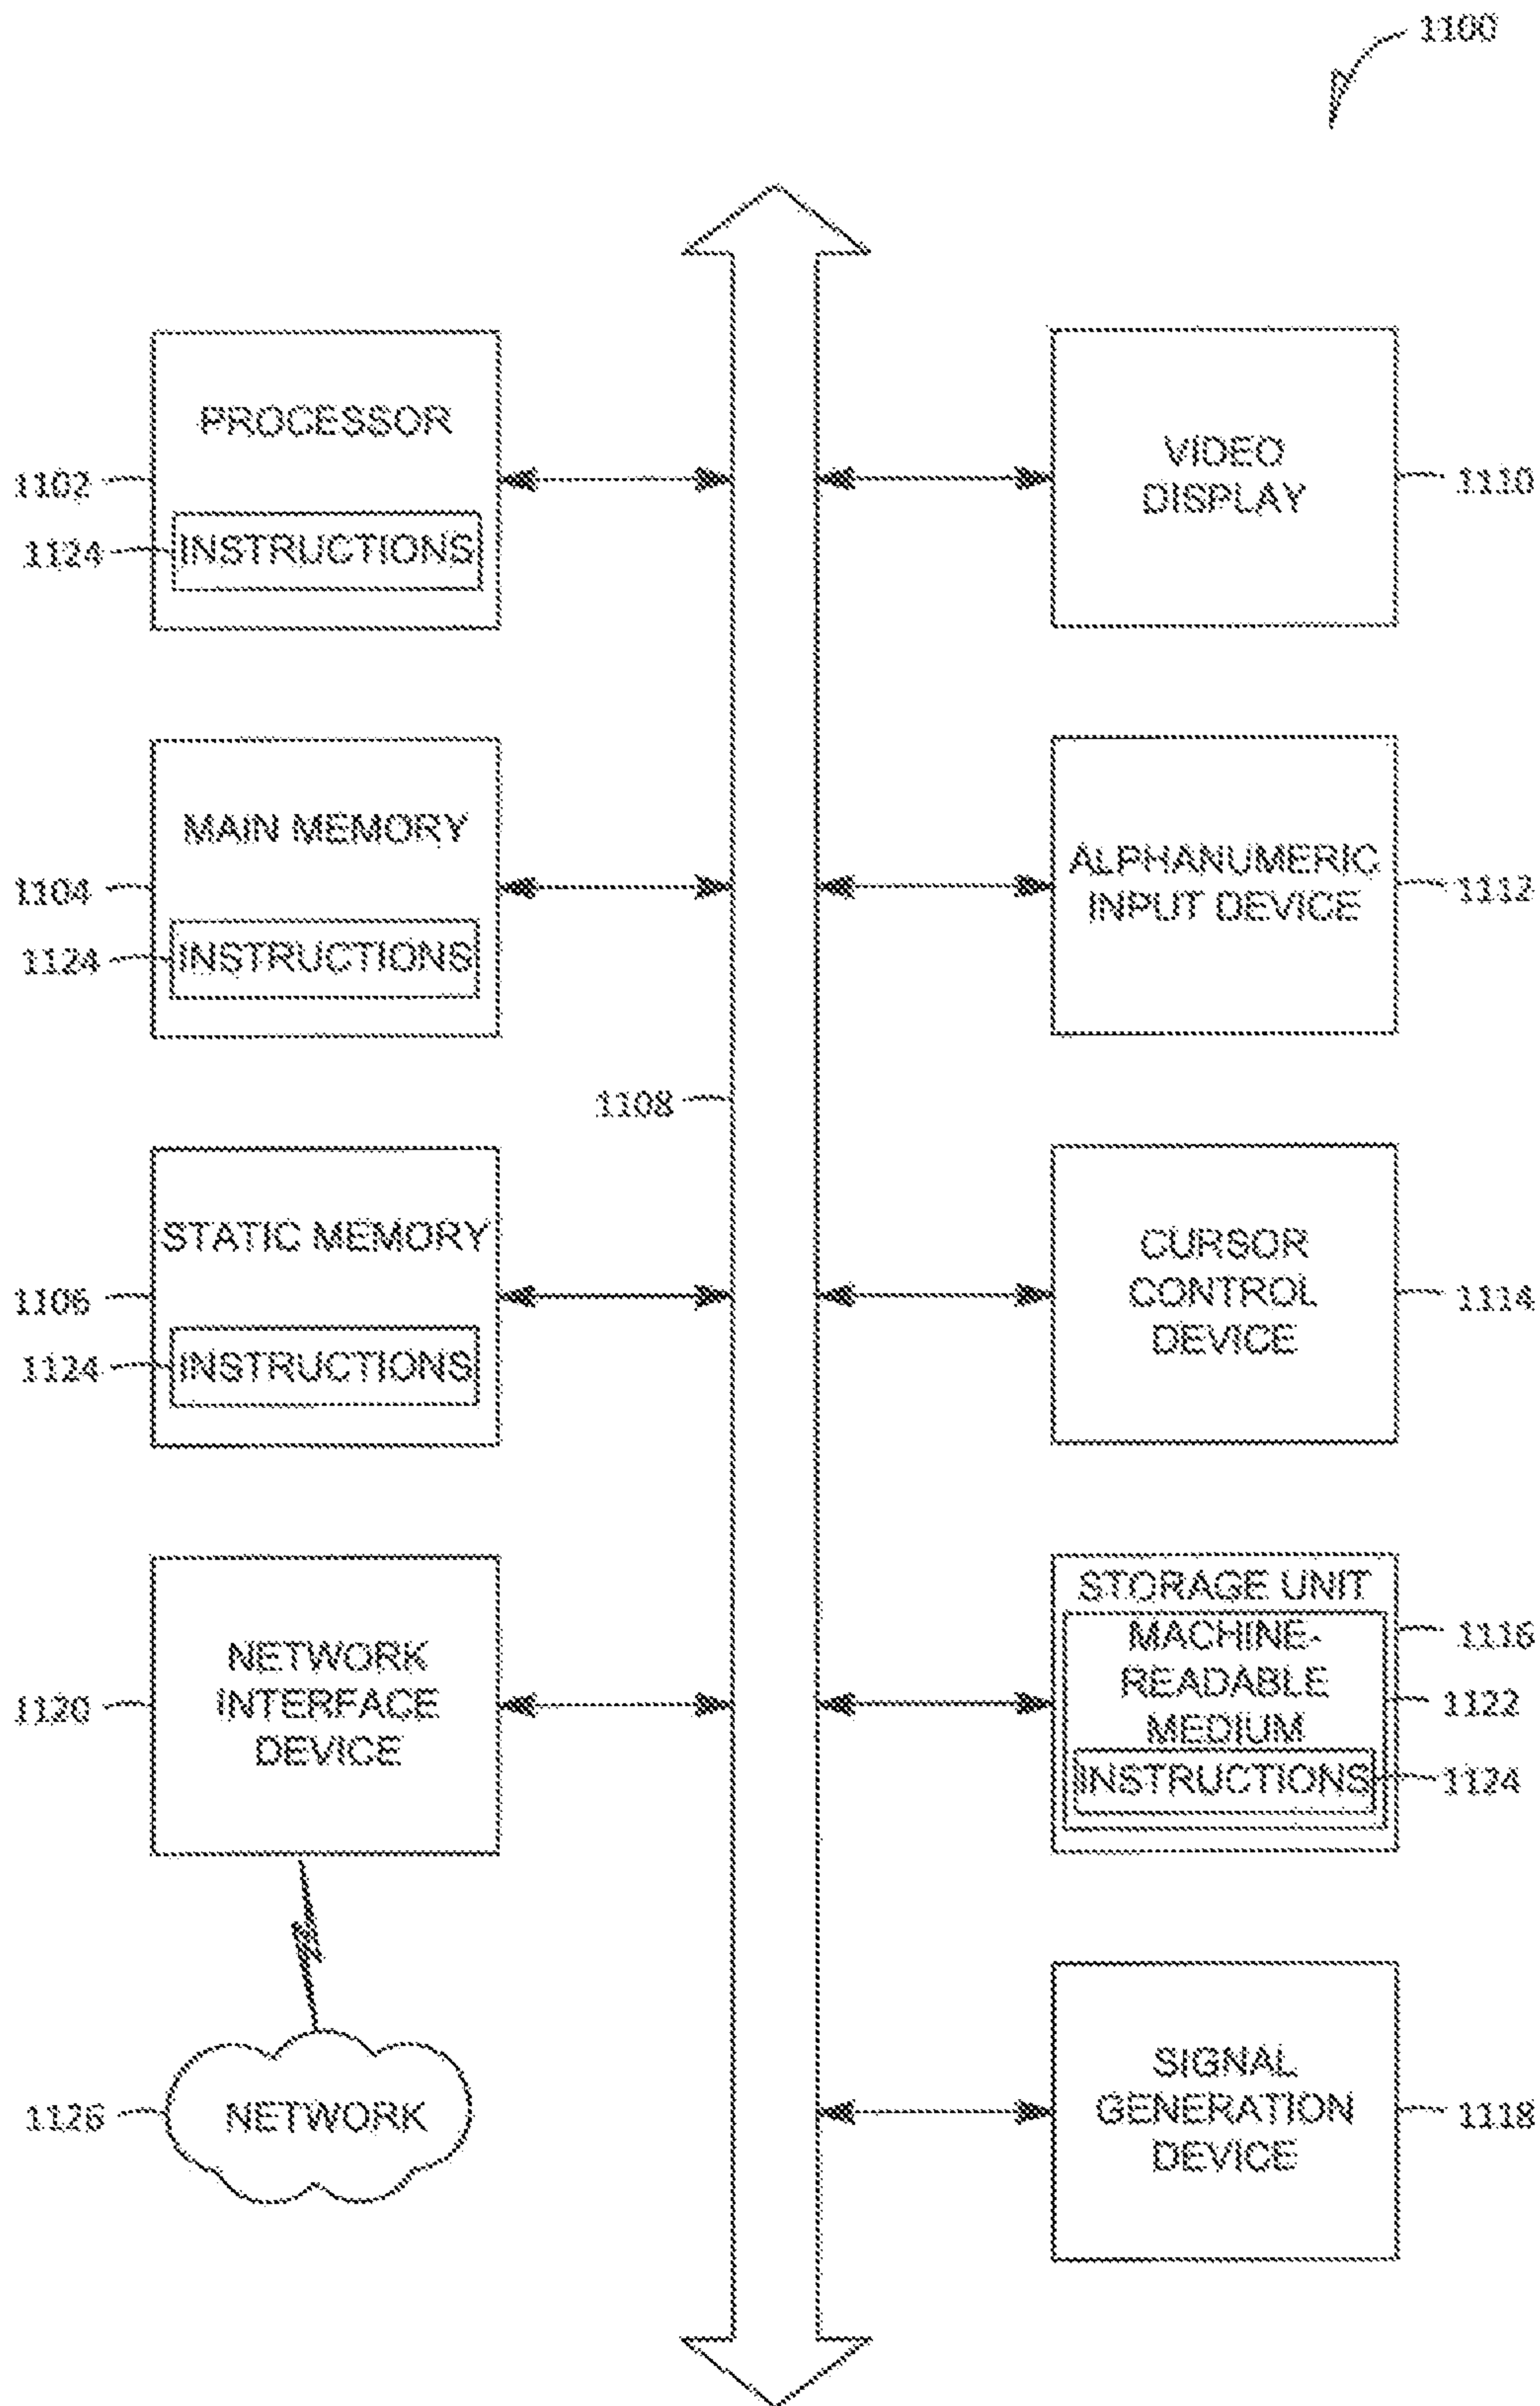 1100
PROCESSOR
1102
1124
INSTRUCTIONS
VIDEO
DISPLAY
1110
MAIN MEMORY
1104
1124
INSTRUCTIONS
ALPHANUMERIC
INPUT DEVICE
1112
1108
STATIC MEMORY
1106
1124
INSTRUCTIONS
CURSOR
CONTROL
DEVICE
1114
NETWORK
INTERFACE
DEVICE
1120
STORAGE UNIT
MACHINE-
READABLE
MEDIUM
INSTRUCTIONS
1116
1122
1124
NETWORK
1126
SIGNAL
GENERATION
DEVICE
1118